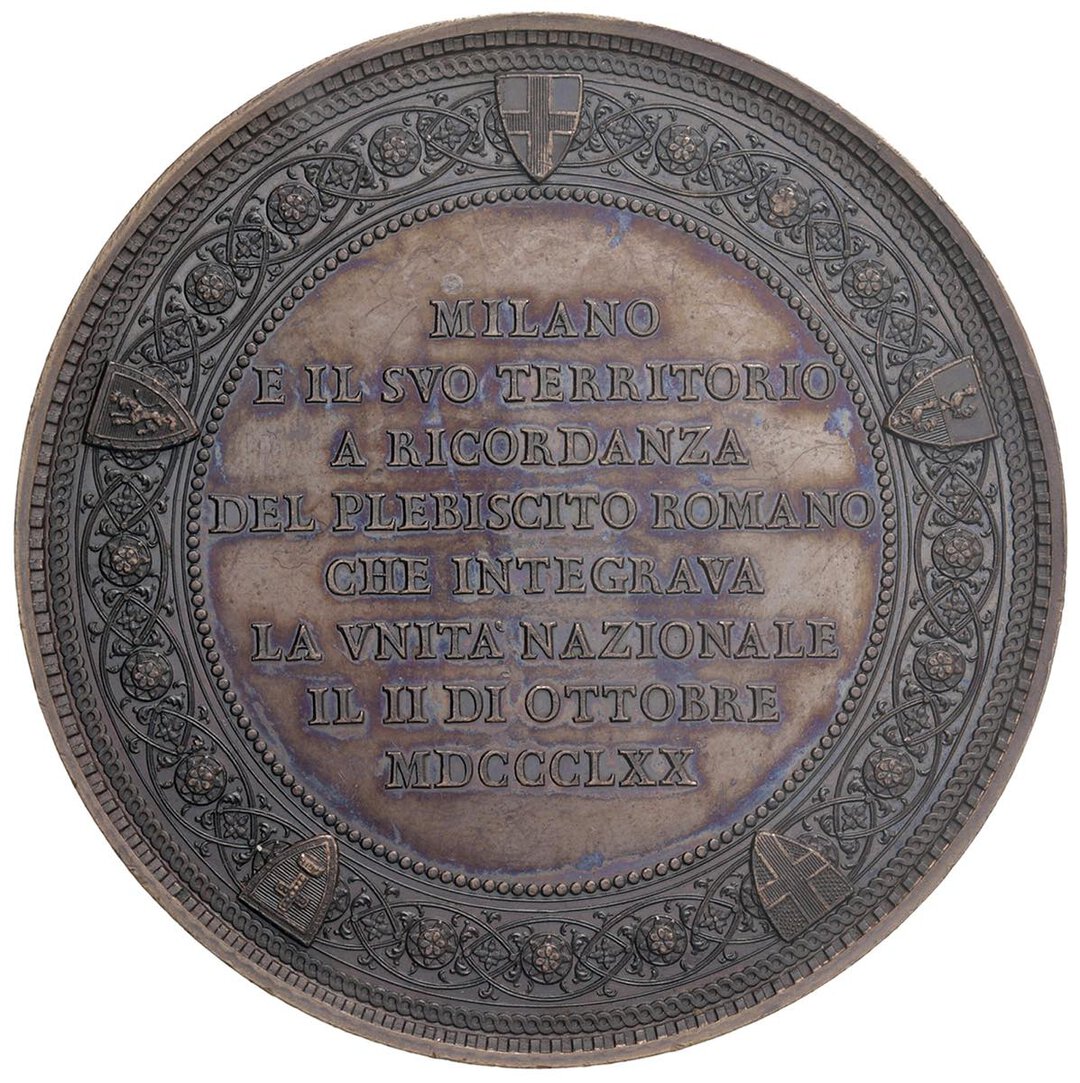 MILANO
E IL SVO TERRITORIO
A RICORDANZA
DEL PLEBISCITO ROMANO
CHE INTEGRAVA
LA VNITA' NAZIONALE
IL II DI OTTOBRE
MDCCCLXX